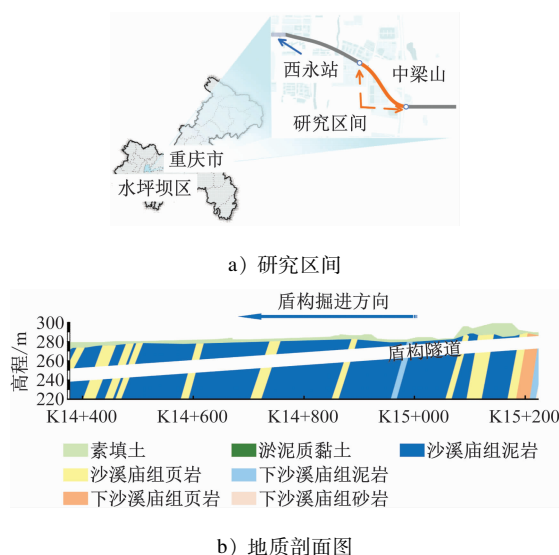 西永站
中梁山
研究区间
重庆市
水坪坝区
a）研究区间
盾构掘进方向
高程/m
300
280
260
240
220
盾构隧道
K14+400 K14+600 K14+800 K15+000 K15+200
素填土 淤泥质黏土 沙溪庙组泥岩
沙溪庙组页岩 下沙溪庙组泥岩
下沙溪庙组页岩 下沙溪庙组砂岩
b）地质剖面图